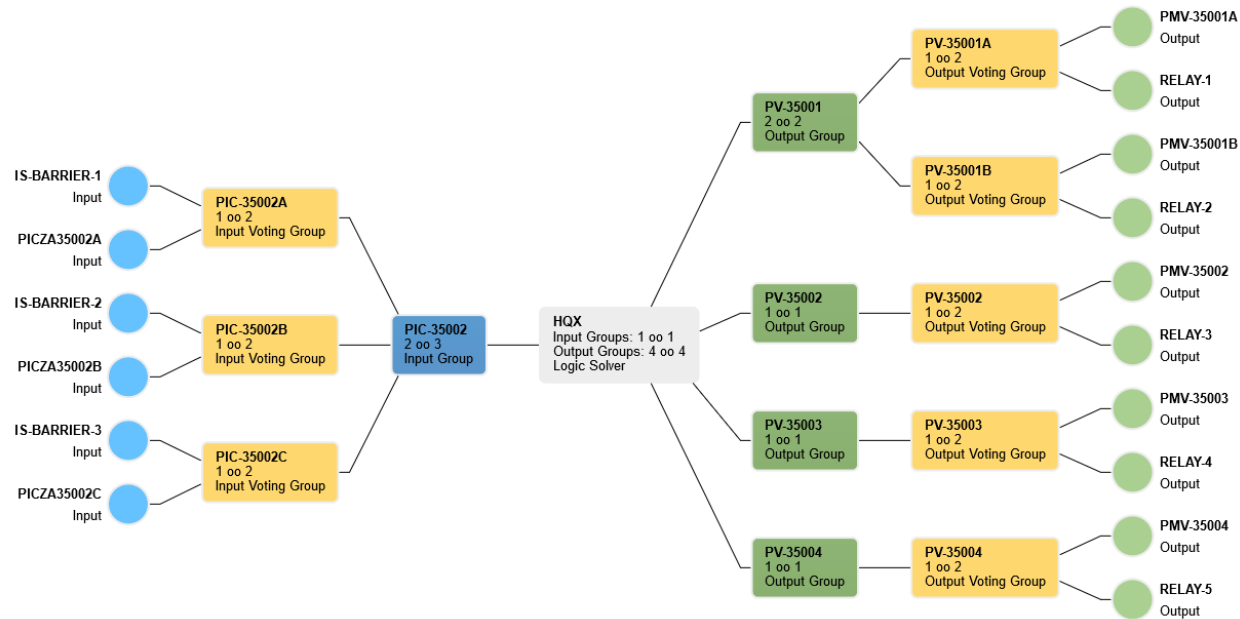 IS-BARRIER-1
Input
PICZA35002A
Input
IS-BARRIER-2
Input
PICZA35002B
Input
IS-BARRIER-3
Input
PICZA35002C
Input
PIC-35002A
1 oo 2
Input Voting Group
PIC-35002B
1 oo 2
Input Voting Group
PIC-35002C
1 oo 2
Input Voting Group
PIC-35002
2 oo 3
Input Group
HQX
Input Groups: 1 oo 1
Output Groups: 4 oo 4
Logic Solver
PV-35001
2 oo 2
Output Group
PV-35002
1 oo 1
Output Group
PV-35003
1 oo 1
Output Group
PV-35004
1 oo 1
Output Group
PV-35001A
1 oo 2
Output Voting Group
PV-35001B
1 oo 2
Output Voting Group
PV-35002
1 oo 2
Output Voting Group
PV-35003
1 oo 2
Output Voting Group
PV-35004
1 oo 2
Output Voting Group
PMV-35001A
Output
RELAY-1
Output
PMV-35001B
Output
RELAY-2
Output
PMV-35002
Output
RELAY-3
Output
PMV-35003
Output
RELAY-4
Output
PMV-35004
Output
RELAY-5
Output